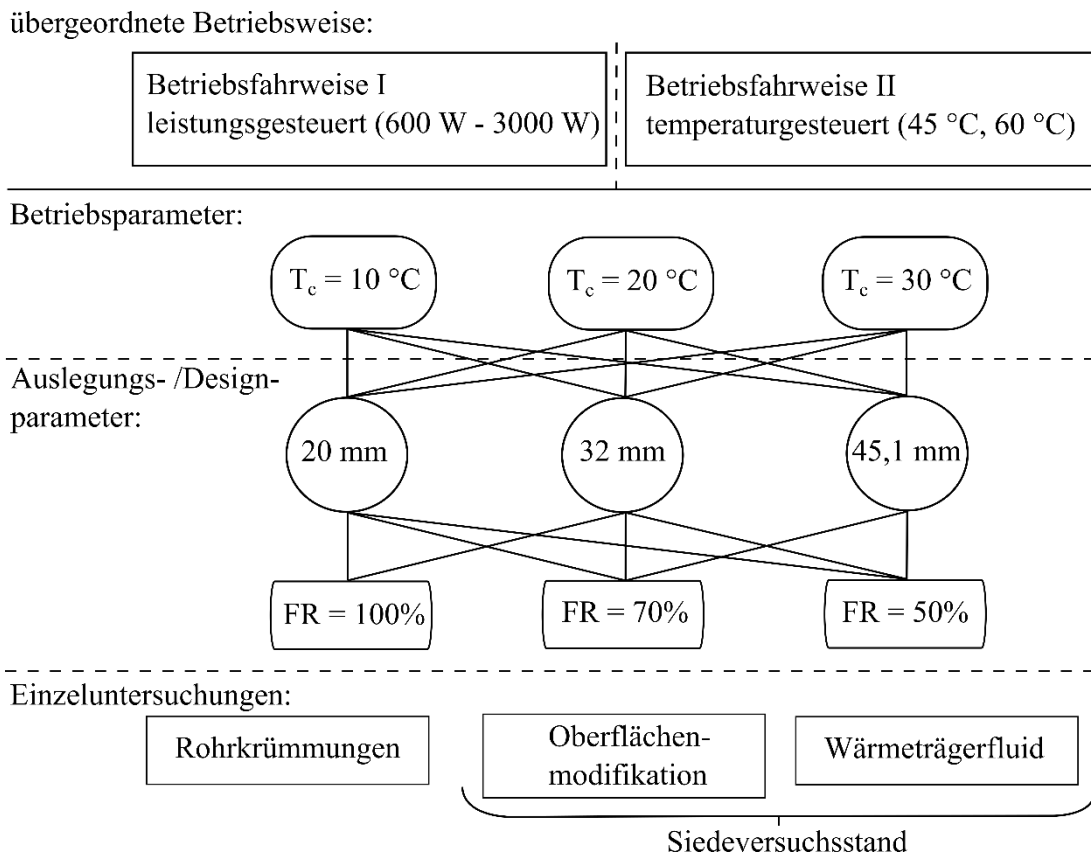 übergeordnete Betriebsweise:
Betriebsfahrweise I
leistungsgesteuert (600 W - 3000 W)
Betriebsfahrweise II
temperaturgesteuert (45 °C, 60 °C)
Betriebsparameter:
T_c = 10 °C
T_c = 20 °C
T_c = 30 °C
Auslegungs- /Design-
parameter:
20 mm
32 mm
45,1 mm
FR = 100%
FR = 70%
FR = 50%
Einzeluntersuchungen:
Rohrkrümmungen
Oberflächen-
modifikation
Wärmeträgerfluid
Siedeversuchsstand